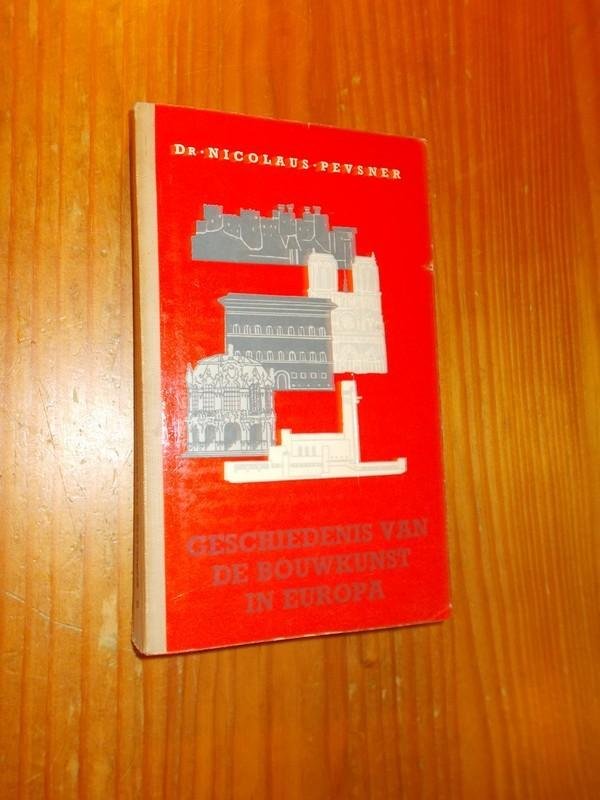 DR·NICOLAUS·PEVSNER
GESCHIEDENIS VAN
DE BOUWKUNST
IN EUROPA